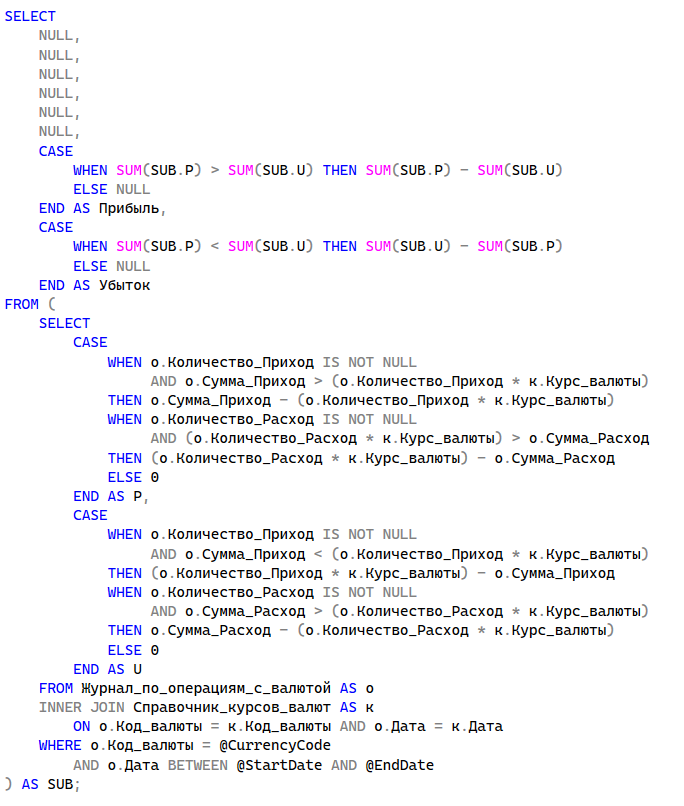 SELECT
    NULL,
    NULL,
    NULL,
    NULL,
    NULL,
    NULL,
    CASE
        WHEN SUM(SUB.P) > SUM(SUB.U) THEN SUM(SUB.P) - SUM(SUB.U)
        ELSE NULL
    END AS Прибыль,
    CASE
        WHEN SUM(SUB.P) < SUM(SUB.U) THEN SUM(SUB.U) - SUM(SUB.P)
        ELSE NULL
    END AS Убыток
FROM (
    SELECT
        CASE
            WHEN о.Количество_Приход IS NOT NULL
                 AND о.Сумма_Приход > (о.Количество_Приход * к.Курс_валюты)
            THEN о.Сумма_Приход - (о.Количество_Приход * к.Курс_валюты)
            WHEN о.Количество_Расход IS NOT NULL
                 AND (о.Количество_Расход * к.Курс_валюты) > о.Сумма_Расход
            THEN (о.Количество_Расход * к.Курс_валюты) - о.Сумма_Расход
            ELSE 0
        END AS P,
        CASE
            WHEN о.Количество_Приход IS NOT NULL
                 AND о.Сумма_Приход < (о.Количество_Приход * к.Курс_валюты)
            THEN (о.Количество_Приход * к.Курс_валюты) - о.Сумма_Приход
            WHEN о.Количество_Расход IS NOT NULL
                 AND о.Сумма_Расход > (о.Количество_Расход * к.Курс_валюты)
            THEN о.Сумма_Расход - (о.Количество_Расход * к.Курс_валюты)
            ELSE 0
        END AS U
    FROM Журнал_по_операциям_с_валютой AS о
    INNER JOIN Справочник_курсов_валют AS к
        ON о.Код_валюты = к.Код_валюты AND о.Дата = к.Дата
    WHERE о.Код_валюты = @CurrencyCode
        AND о.Дата BETWEEN @StartDate AND @EndDate
) AS SUB;